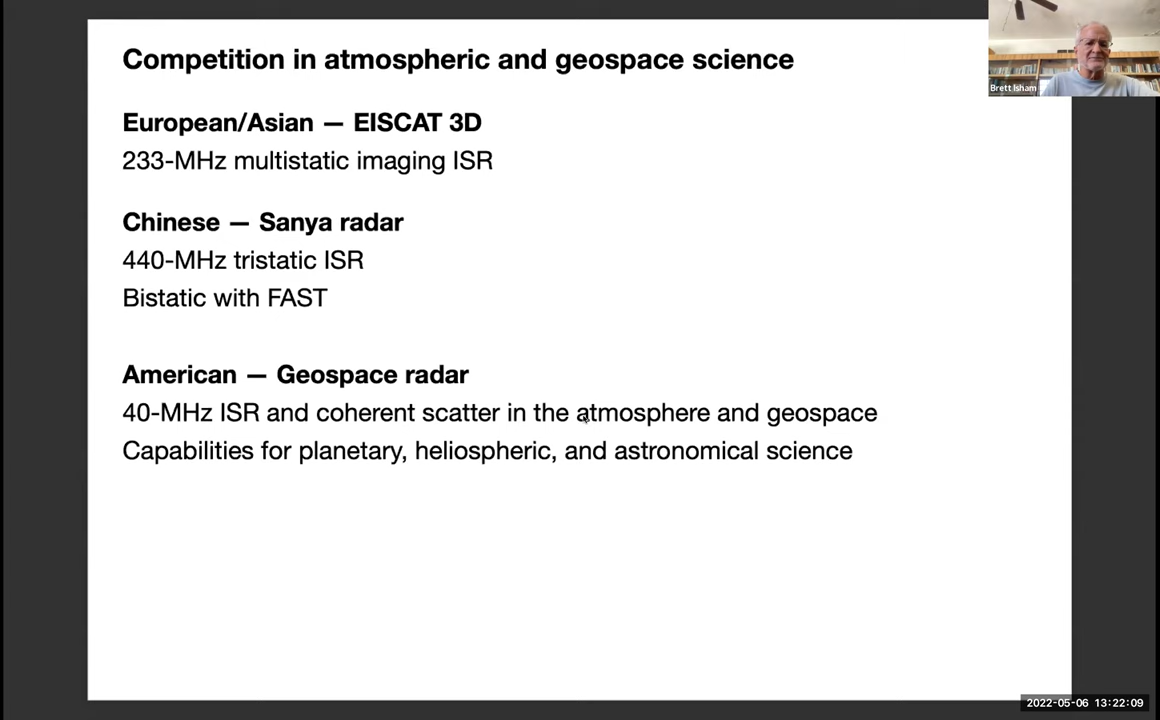 Competition in atmospheric and geospace science
Brett Isham
European/Asian — EISCAT 3D
233-MHz multistatic imaging ISR
Chinese — Sanya radar
440-MHz tristatic ISR
Bistatic with FAST
American — Geospace radar
40-MHz ISR and coherent scatter in the atmosphere and geospace
Capabilities for planetary, heliospheric, and astronomical science
2022-05-06 13:22:09